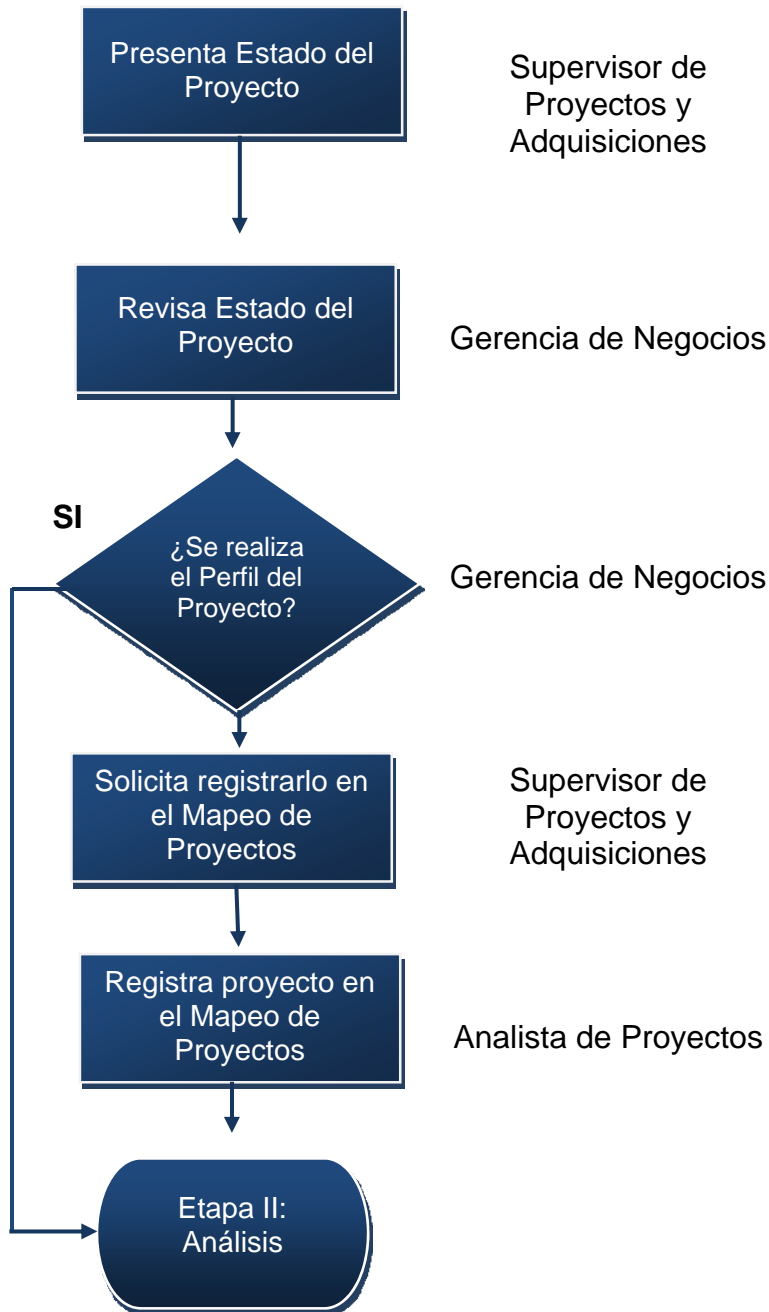 Presenta Estado del
Proyecto
Supervisor de
Proyectos y
Adquisiciones
Revisa Estado del
Proyecto
Gerencia de Negocios
SI
¿Se realiza
el Perfil del
Proyecto?
Gerencia de Negocios
Solicita registrarlo en
el Mapeo de
Proyectos
Supervisor de
Proyectos y
Adquisiciones
Registra proyecto en
el Mapeo de
Proyectos
Analista de Proyectos
Etapa II:
Análisis